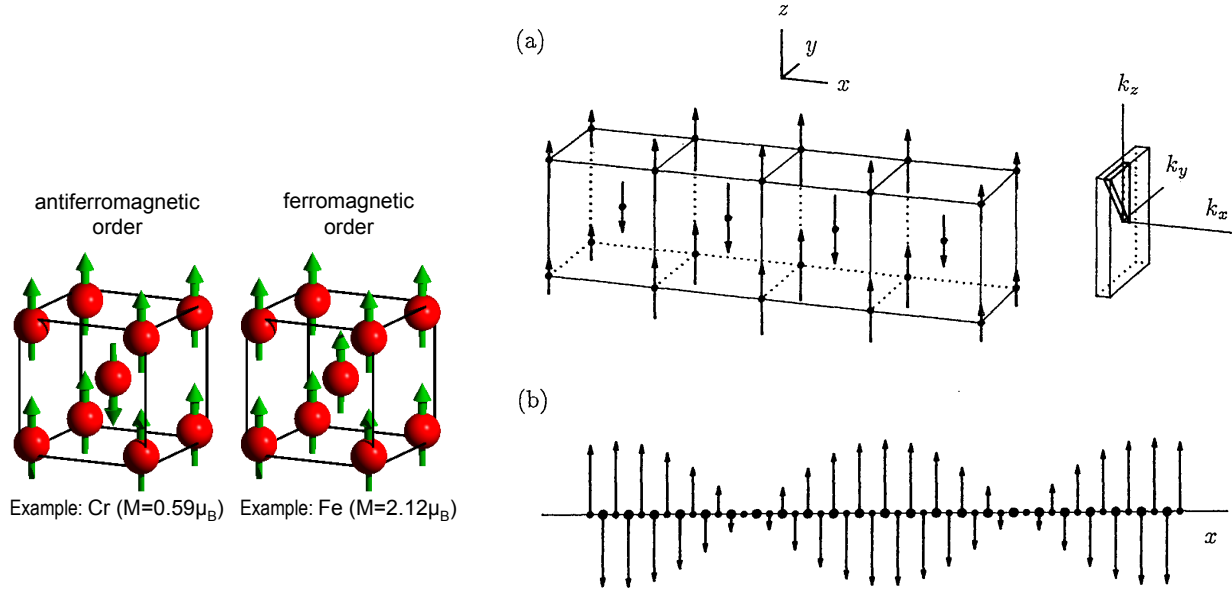 antiferromagnetic
order
ferromagnetic
order
Example: Cr (M=0.59μB)
Example: Fe (M=2.12μB)
(a)
z
y
x
kz
ky
kx
(b)
x